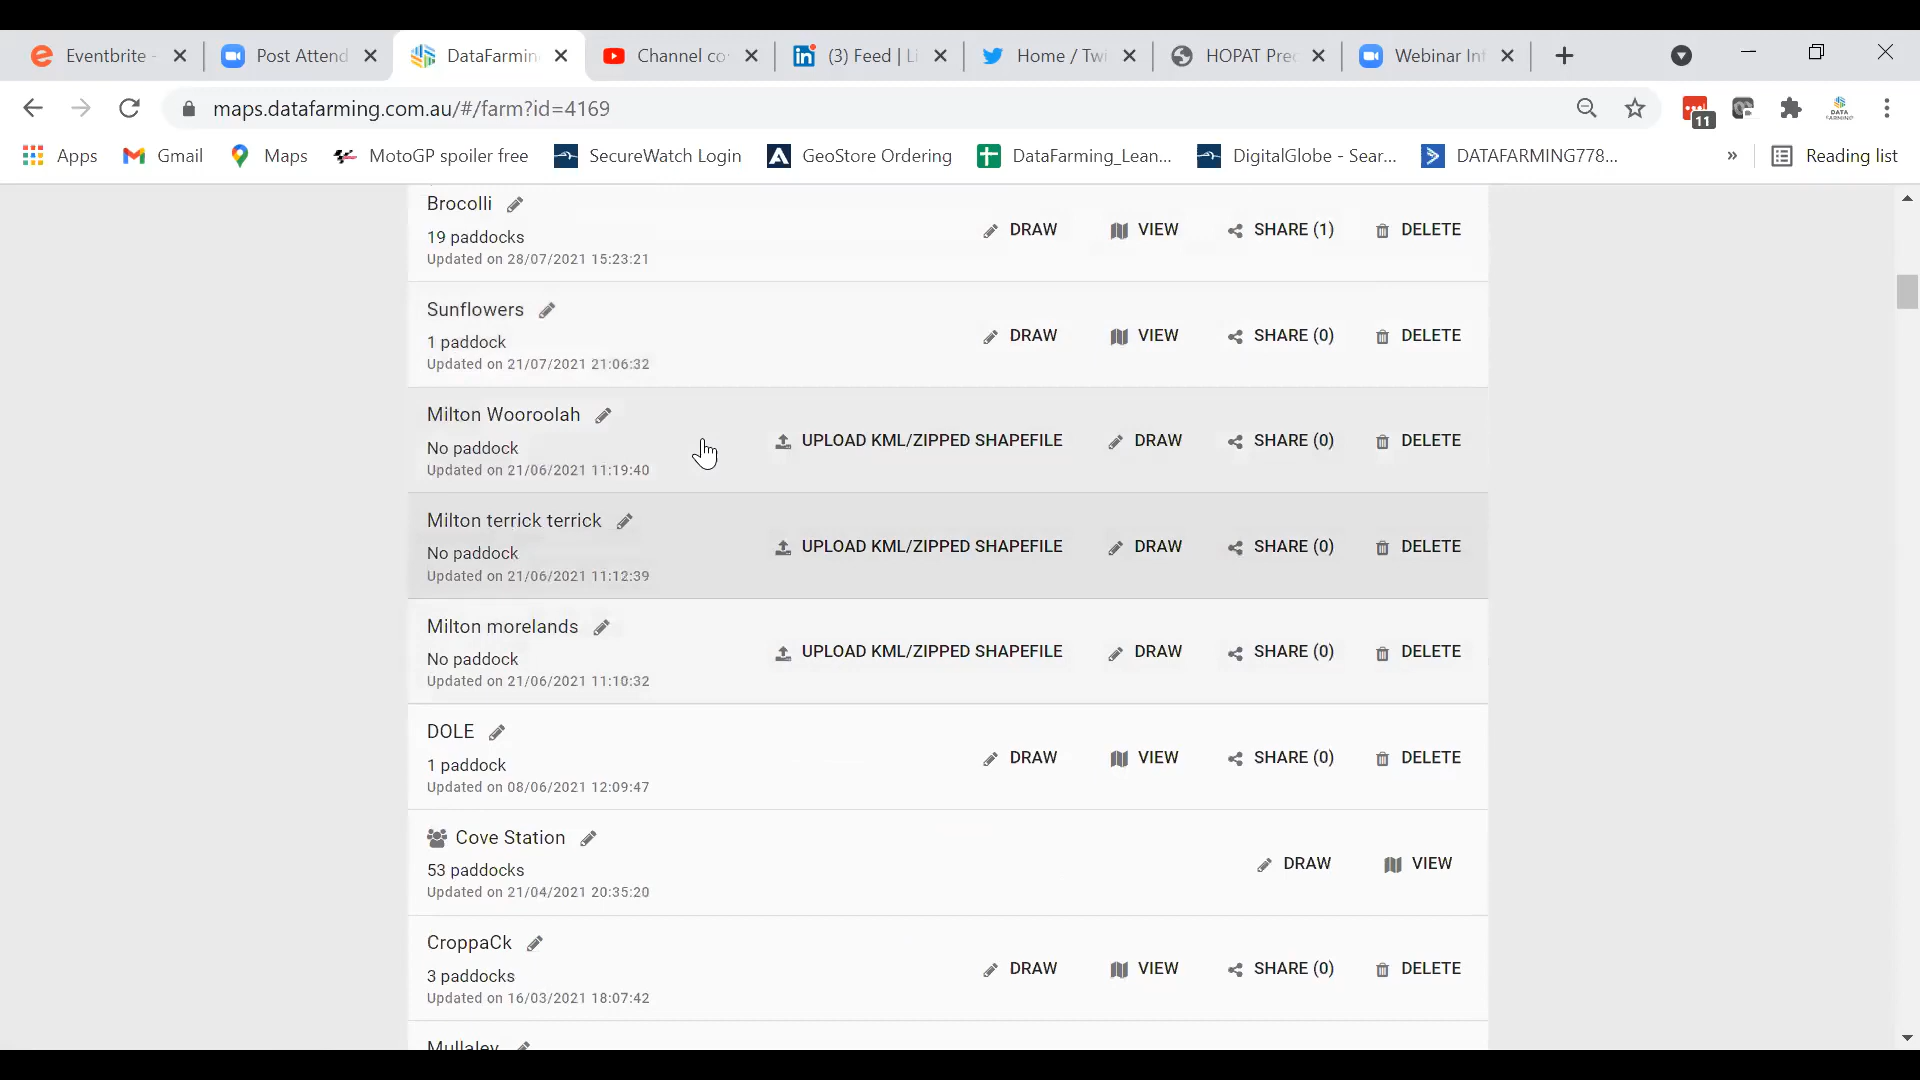 Eventbrite -
Post Attend
DataFarmin
Channel co
(3) Feed | Li
Home / Twi
HOPAT Prec
Webinar Inf
maps.datafarming.com.au/#/farm?id=4169
11
Apps
Gmail
Maps
MotoGP spoiler free
SecureWatch Login
GeoStore Ordering
DataFarming_Lean...
DigitalGlobe - Sear...
DATAFARMING778...
»
Reading list
Brocolli
19 paddocks
Updated on 28/07/2021 15:23:21
DRAW VIEW SHARE (1) DELETE
Sunflowers
1 paddock
Updated on 21/07/2021 21:06:32
DRAW VIEW SHARE (0) DELETE
Milton Wooroolah
No paddock
Updated on 21/06/2021 11:19:40
UPLOAD KML/ZIPPED SHAPEFILE DRAW SHARE (0) DELETE
Milton terrick terrick
No paddock
Updated on 21/06/2021 11:12:39
UPLOAD KML/ZIPPED SHAPEFILE DRAW SHARE (0) DELETE
Milton morelands
No paddock
Updated on 21/06/2021 11:10:32
UPLOAD KML/ZIPPED SHAPEFILE DRAW SHARE (0) DELETE
DOLE
1 paddock
Updated on 08/06/2021 12:09:47
DRAW VIEW SHARE (0) DELETE
Cove Station
53 paddocks
Updated on 21/04/2021 20:35:20
DRAW VIEW
CroppaCk
3 paddocks
Updated on 16/03/2021 18:07:42
DRAW VIEW SHARE (0) DELETE
Mullaley